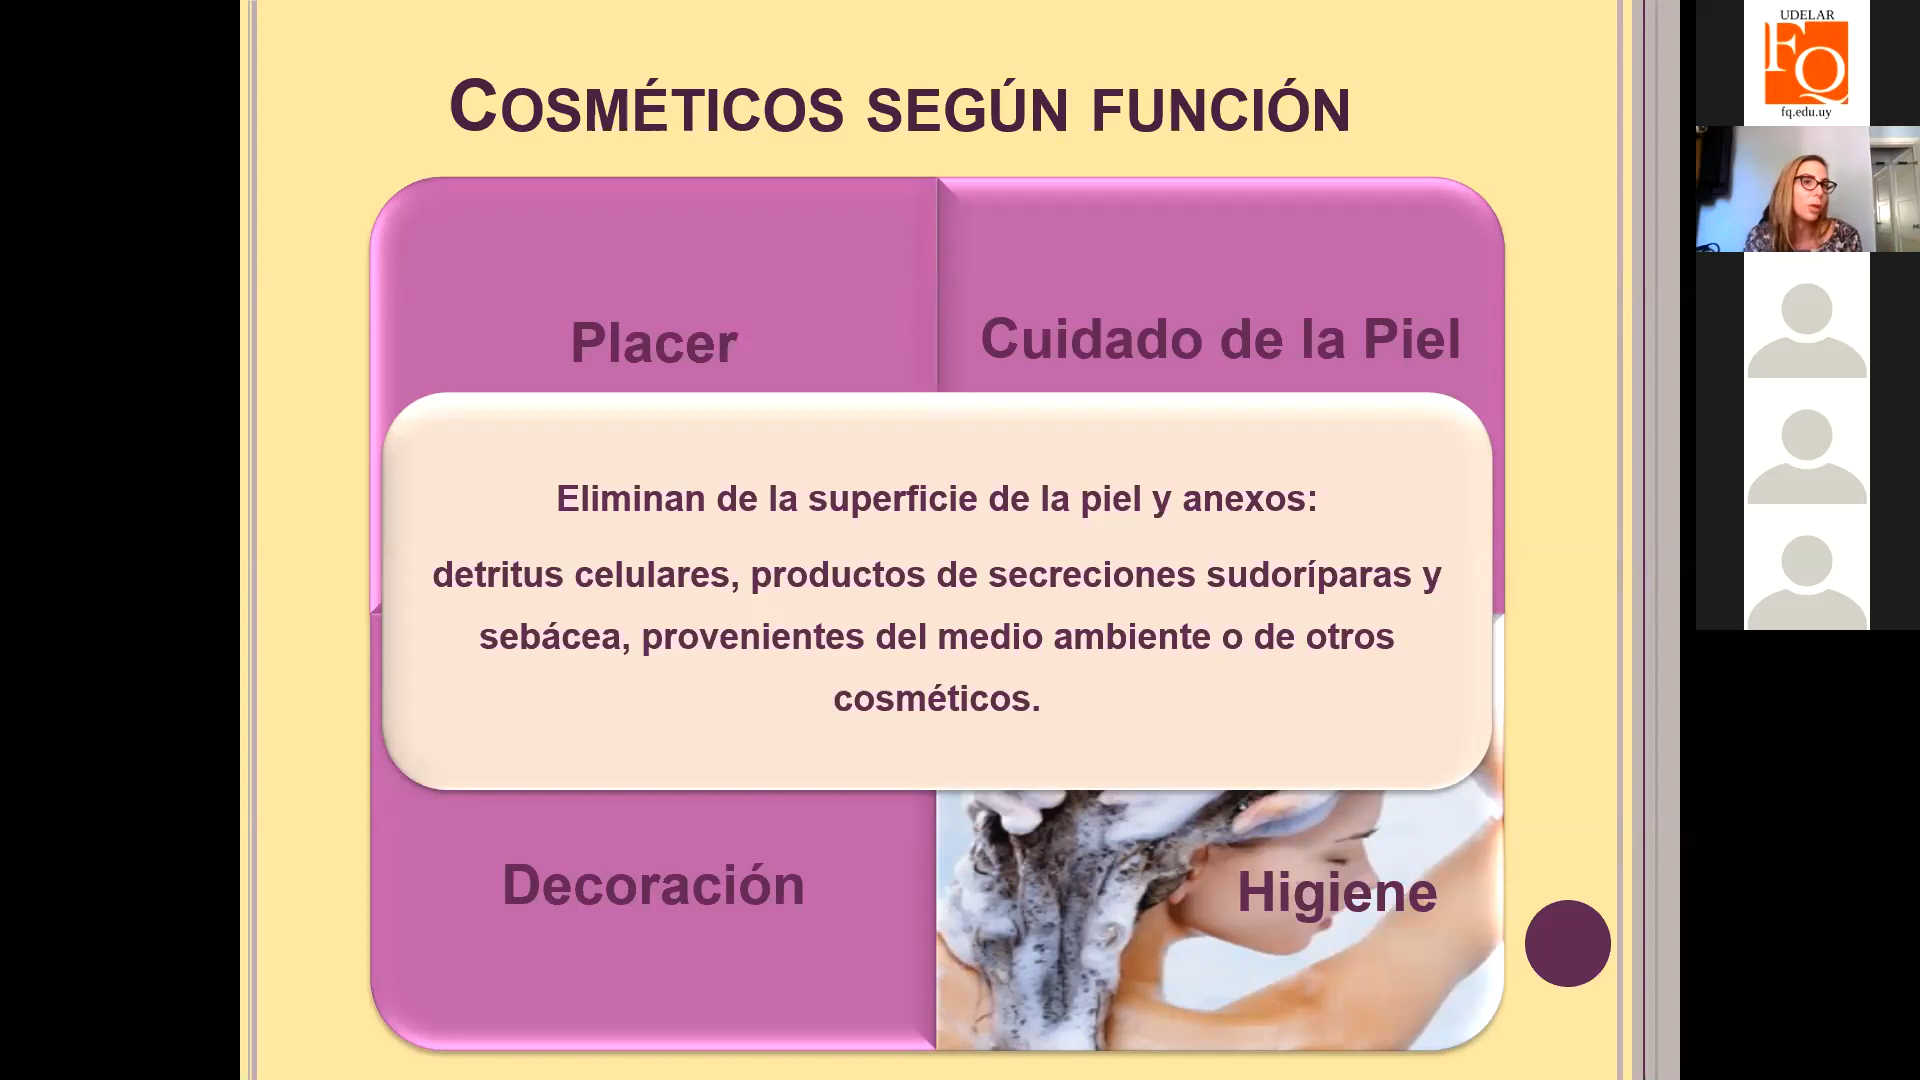 COSMÉTICOS SEGÚN FUNCIÓN
Placer
Cuidado de la Piel
Eliminan de la superficie de la piel y anexos:
detritus celulares, productos de secreciones sudoríparas y
sebácea, provenientes del medio ambiente o de otros
cosméticos.
Decoración
Higiene
UDELAR
FQ
fq.edu.uy